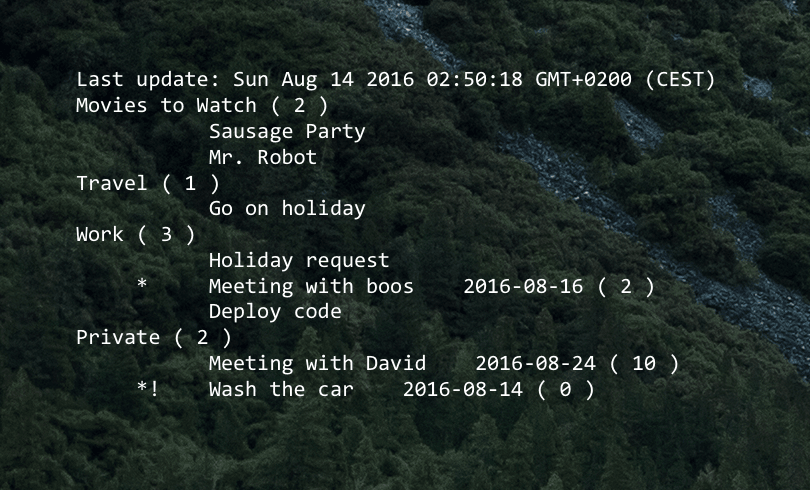 Last update: Sun Aug 14 2016 02:50:18 GMT+0200 (CEST)
Movies to Watch ( 2 )
Sausage Party
Mr. Robot
Travel ( 1 )
Go on holiday
Work ( 3 )
Holiday request
* Meeting with boos 2016-08-16 ( 2 )
Deploy code
Private ( 2 )
Meeting with David 2016-08-24 ( 10 )
*! Wash the car 2016-08-14 ( 0 )